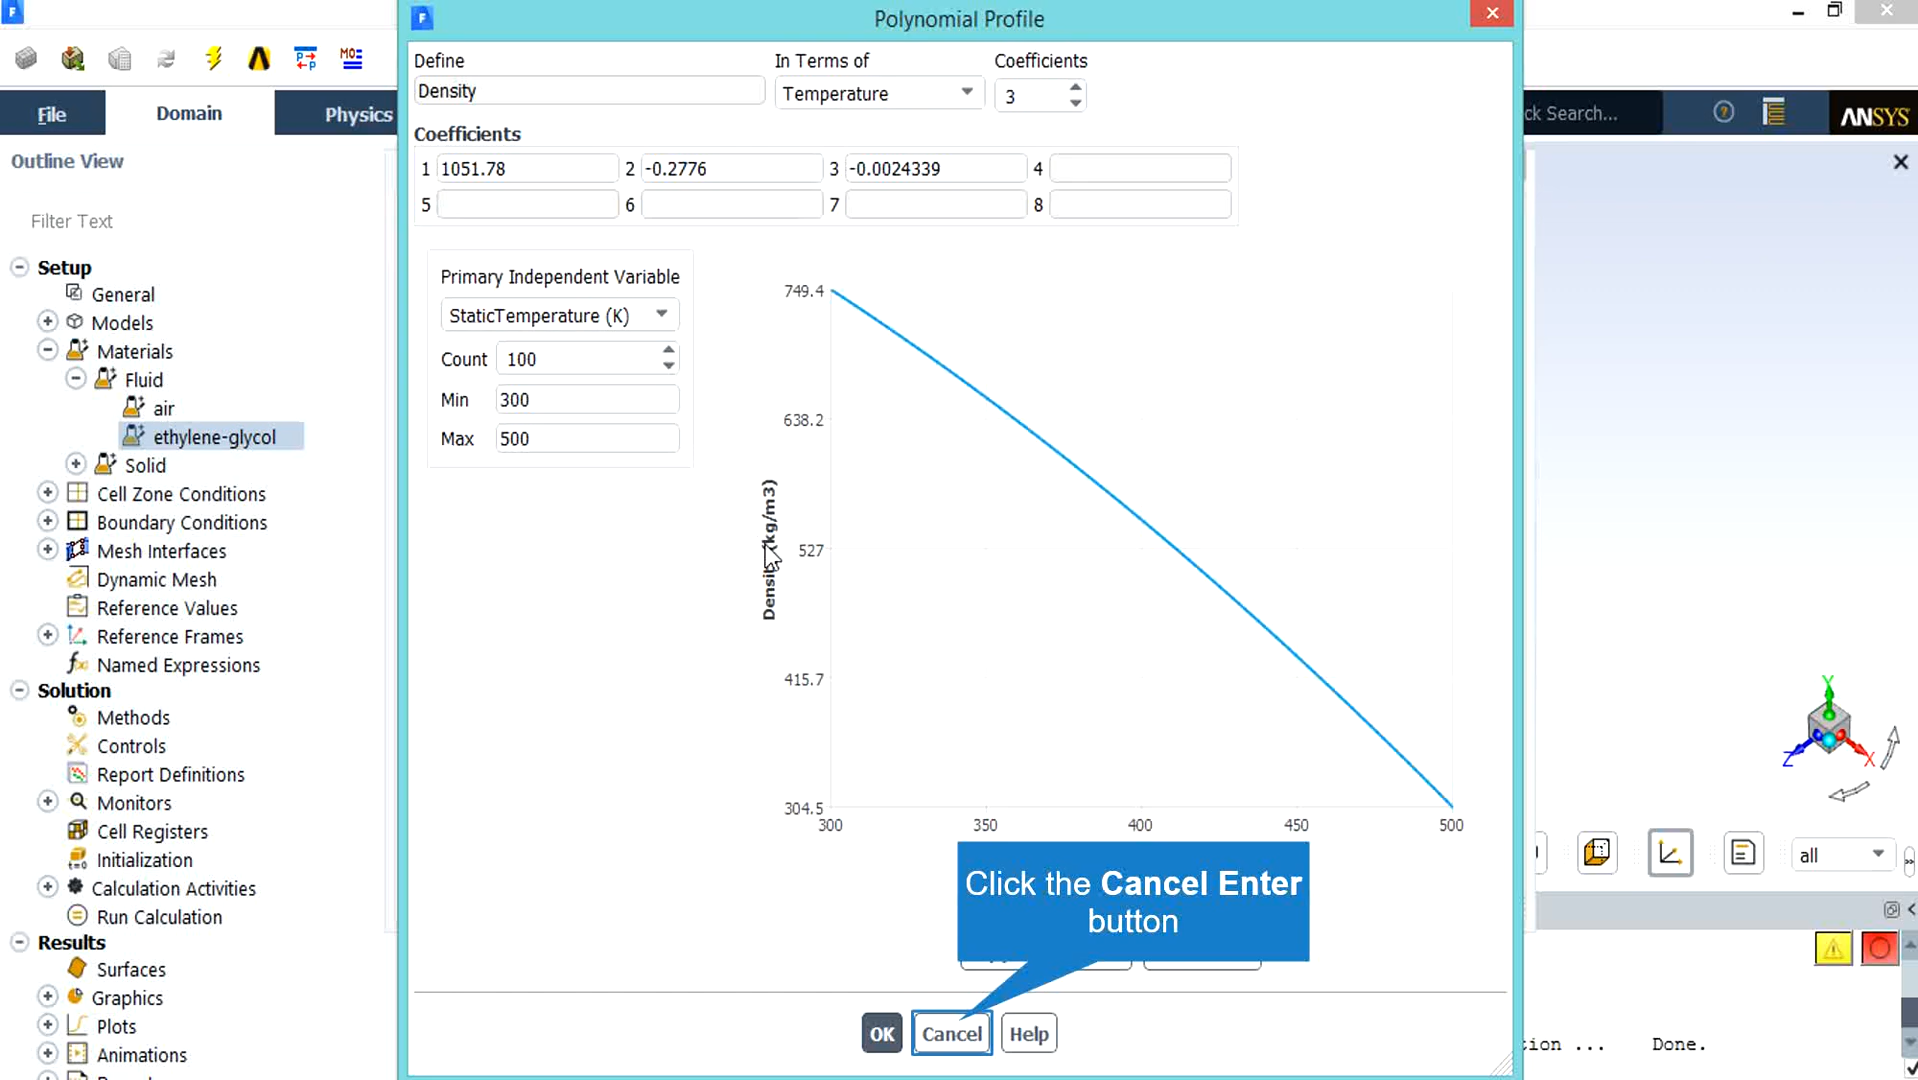 Polynomial Profile
Define
In Terms of
Coefficients
Density
Temperature
3
Coefficients
1 1051.78 2 -0.2776 3 -0.0024339 4
5 6 7 8
Primary Independent Variable
StaticTemperature (K)
Count 100
Min 300
Max 500
749.4
638.2
527
415.7
304.5
300 350 400 450 500
Click the Cancel Enter
button
OK Cancel Help
File
Domain
Physics
ck Search...
ANSYS
Outline View
Filter Text
Setup
General
Models
Materials
Fluid
air
ethylene-glycol
Solid
Cell Zone Conditions
Boundary Conditions
Mesh Interfaces
Dynamic Mesh
Reference Values
Reference Frames
Named Expressions
Solution
Methods
Controls
Report Definitions
Monitors
Cell Registers
Initialization
Calculation Activities
Run Calculation
Results
Surfaces
Graphics
Plots
Animations
Y
Z
X
all
tion ... Done.